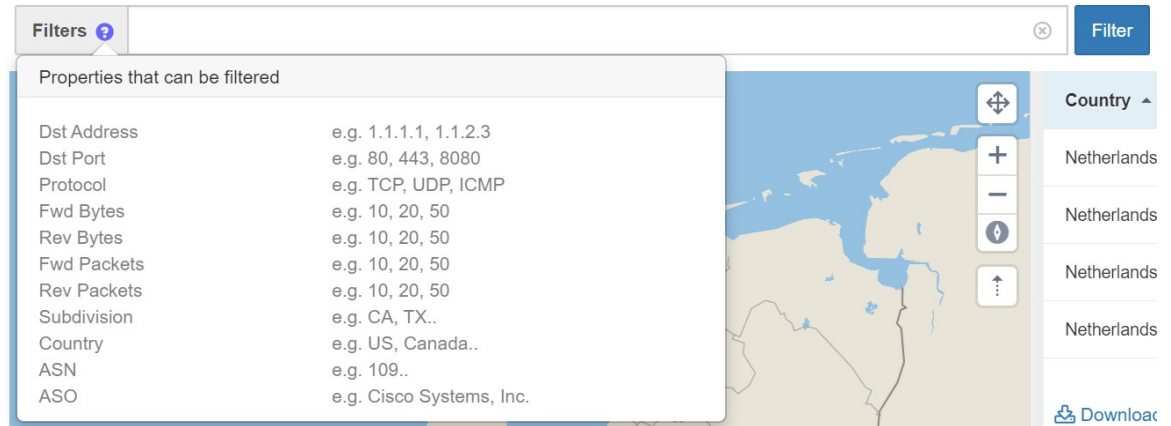 Filters ?
Filter
Properties that can be filtered
Dst Address e.g. 1.1.1.1, 1.1.2.3
Dst Port e.g. 80, 443, 8080
Protocol e.g. TCP, UDP, ICMP
Fwd Bytes e.g. 10, 20, 50
Rev Bytes e.g. 10, 20, 50
Fwd Packets e.g. 10, 20, 50
Rev Packets e.g. 10, 20, 50
Subdivision e.g. CA, TX..
Country e.g. US, Canada..
ASN e.g. 109..
ASO e.g. Cisco Systems, Inc.
Country
Netherlands
Netherlands
Netherlands
Netherlands
Downloac